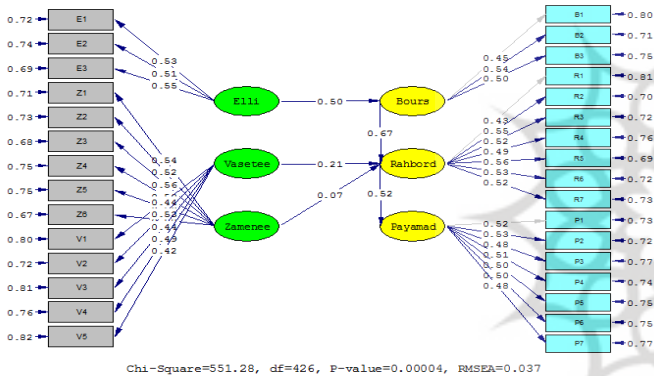 0.72 E1
0.74 E2
0.69 E3
0.71 Z1
0.73 Z2
0.68 Z3
0.75 Z4
0.75 Z5
0.67 Z6
0.80 V1
0.72 V2
0.81 V3
0.76 V4
0.82 V5
0.53
0.51
0.55
0.54
0.52
0.56
0.44
0.53
0.44
0.49
0.42
Elli
Vasetee
Zamenee
0.50
0.21
0.07
Bours
0.67
Rahbord
0.52
Payamad
0.45
0.54
0.50
0.43
0.55
0.52
0.49
0.56
0.53
0.52
0.52
0.53
0.48
0.51
0.50
0.50
0.48
B1 0.80
B2 0.71
B3 0.75
R1 0.81
R2 0.70
R3 0.72
R4 0.76
R5 0.69
R6 0.72
R7 0.73
P1 0.73
P2 0.72
P3 0.77
P4 0.74
P5 0.75
P6 0.75
P7 0.77
Chi-Square=551.28, df=426, P-value=0.00004, RMSEA=0.037